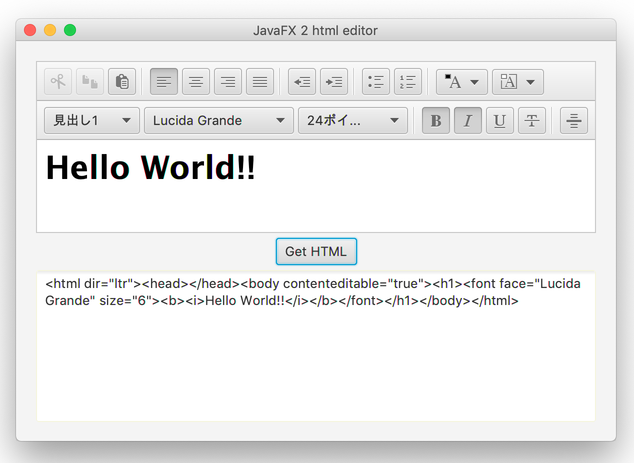 JavaFX 2 html editor
A A
見出し1 Lucida Grande 24ポイ... B I U T
Hello World!!
Get HTML
<html dir="ltr"><head></head><body contenteditable="true"><h1><font face="Lucida
Grande" size="6"><b><i>Hello World!!</i></b></font></h1></body></html>